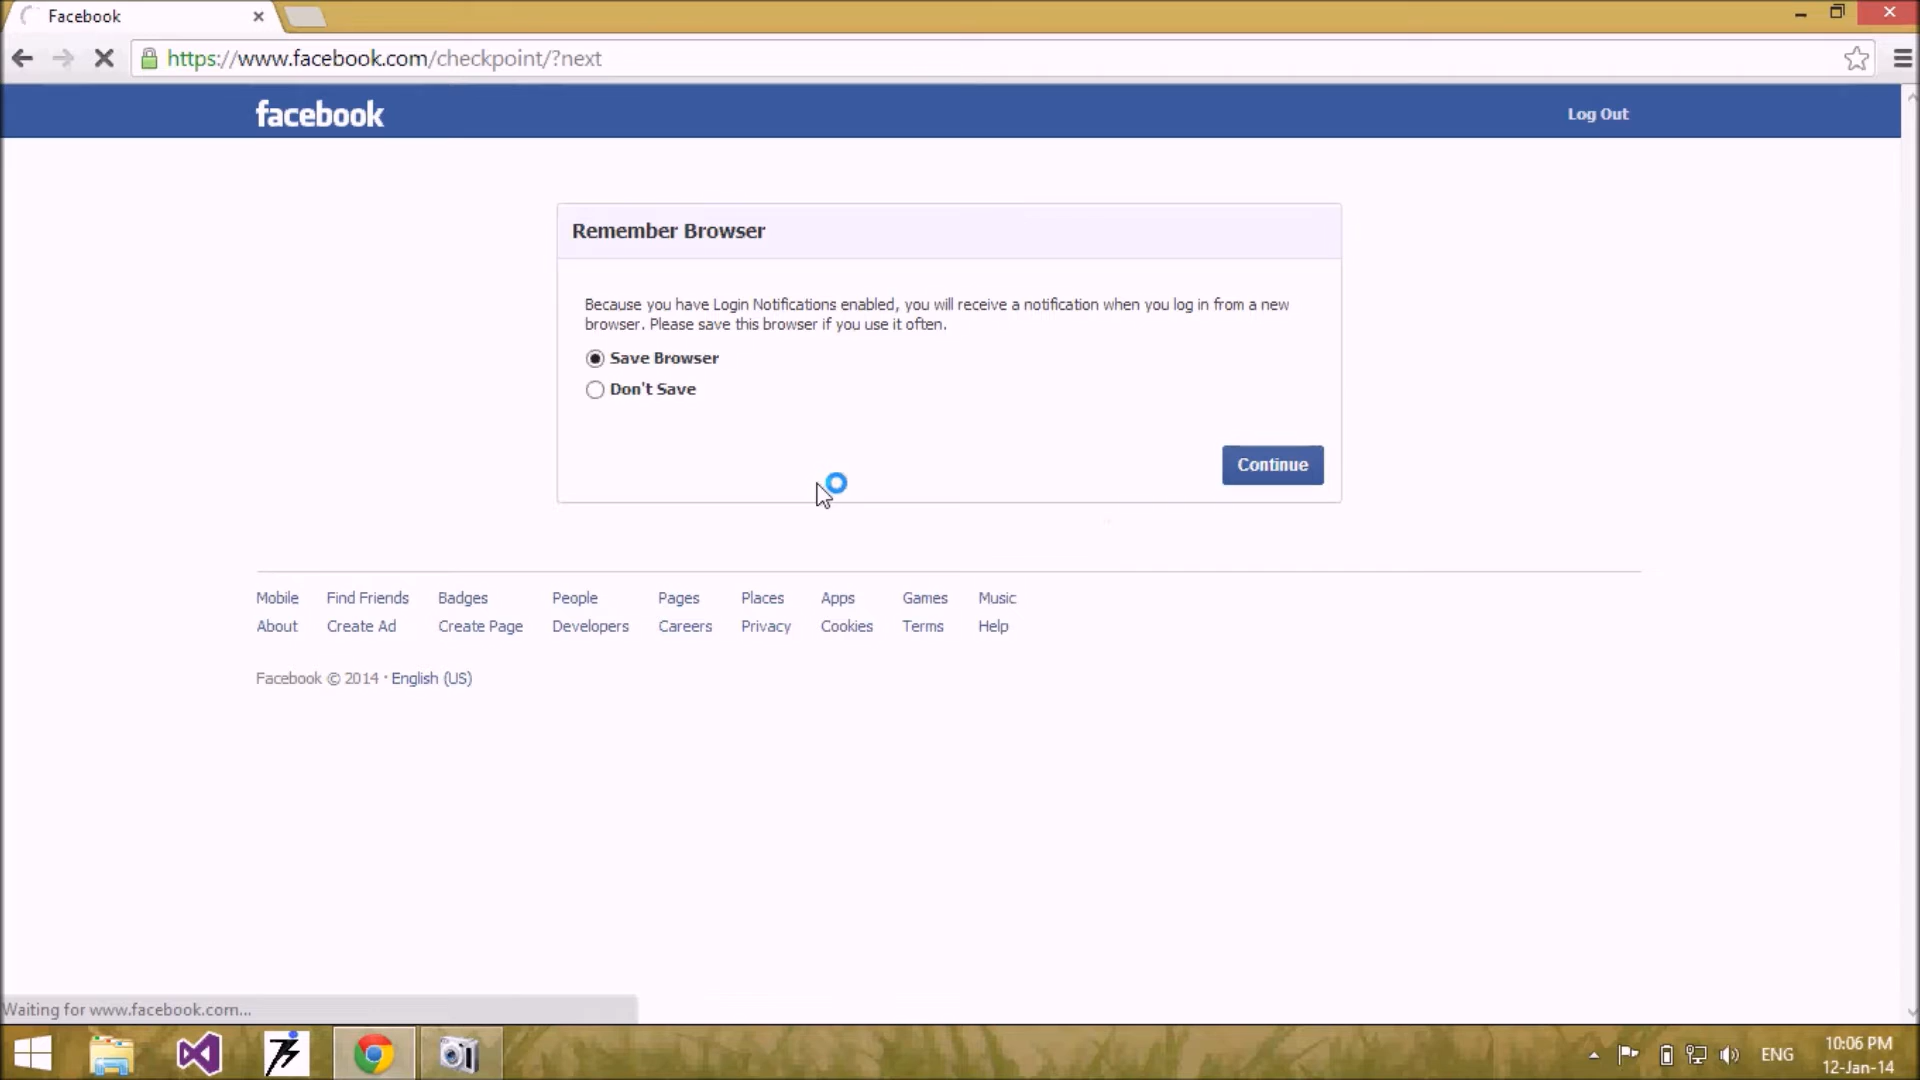 Facebook
https://www.facebook.com/checkpoint/?next
facebook
Log Out
Remember Browser
Because you have Login Notifications enabled, you will receive a notification when you log in from a new
browser. Please save this browser if you use it often.
Save Browser
Don't Save
Continue
Mobile Find Friends Badges People Pages Places Apps Games Music
About Create Ad Create Page Developers Careers Privacy Cookies Terms Help
Facebook © 2014 · English (US)
Waiting for www.facebook.com...
ENG
10:06 PM
12-Jan-14